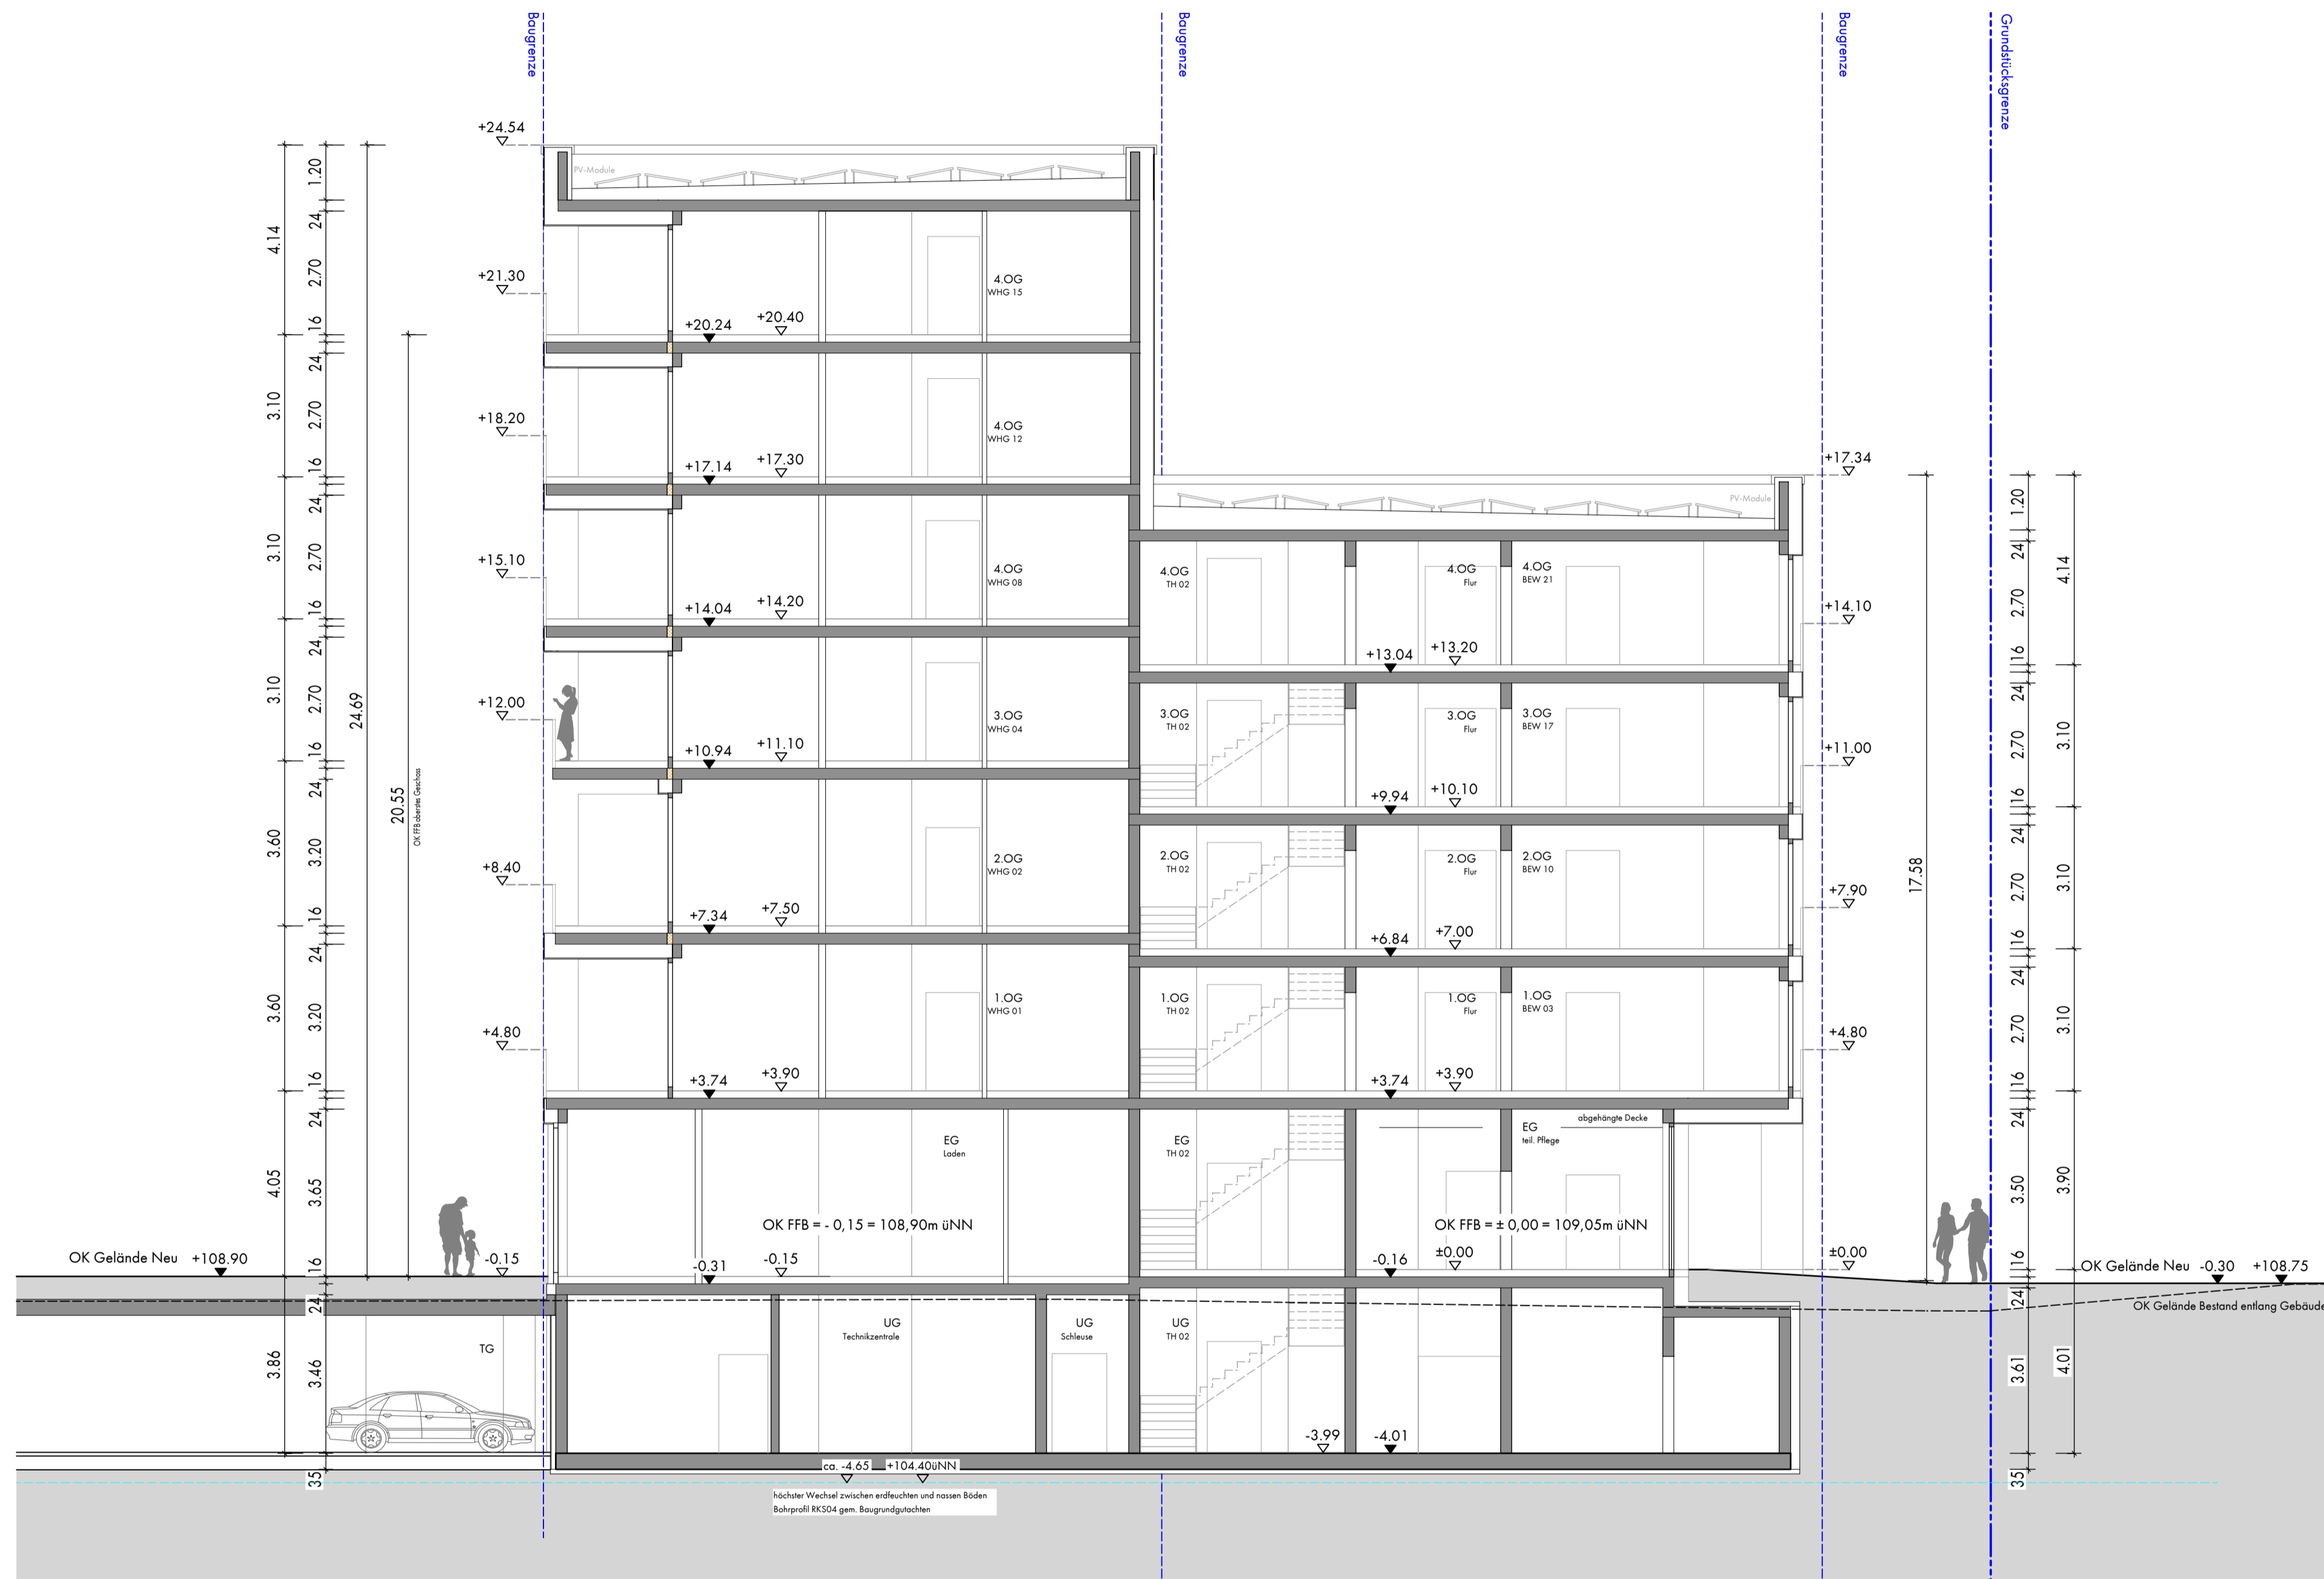 Baugrenze
Baugrenze
Baugrenze
Grundstücksgrenze
+24.54
PV-Module
1.20
24
4.14
2.70
16
+21.30
4.OG
WHG 15
+20.24
+20.40
24
3.10
2.70
16
+18.20
4.OG
WHG 12
+17.14
+17.30
24
3.10
2.70
16
+15.10
4.OG
WHG 08
+14.04
+14.20
24
3.10
2.70
16
24.69
+12.00
3.OG
WHG 04
+10.94
+11.10
24
3.60
3.20
16
20.55
OK FFB oberstes Geschoss
+8.40
2.OG
WHG 02
+7.34
+7.50
24
3.60
3.20
16
+4.80
1.OG
WHG 01
+3.74
+3.90
24
4.05
3.65
16
EG
Laden
OK FFB = - 0,15 = 108,90m üNN
OK Gelände Neu +108.90
-0.15
-0.31
-0.15
24
3.86
3.46
35
TG
UG
Technikzentrale
UG
Schleuse
+17.34
PV-Module
1.20
24
4.14
2.70
16
4.OG
TH 02
4.OG
Flur
4.OG
BEW 21
+14.10
+13.04
+13.20
24
3.10
2.70
16
3.OG
TH 02
3.OG
Flur
3.OG
BEW 17
+11.00
+9.94
+10.10
24
3.10
2.70
16
17.58
2.OG
TH 02
2.OG
Flur
2.OG
BEW 10
+7.90
+6.84
+7.00
24
3.10
2.70
16
1.OG
TH 02
1.OG
Flur
1.OG
BEW 03
+4.80
+3.74
+3.90
24
3.90
3.50
16
abgehängte Decke
EG
TH 02
EG
teil. Pflege
OK FFB = ± 0,00 = 109,05m üNN
-0.16
±0.00
±0.00
OK Gelände Neu -0.30 +108.75
OK Gelände Bestand entlang Gebäude
24
4.01
3.61
35
UG
TH 02
-3.99
-4.01
ca. -4.65 +104.40üNN
höchster Wechsel zwischen erdfeuchten und nassen Böden
Bohrprofil RKS04 gem. Baugrundgutachten